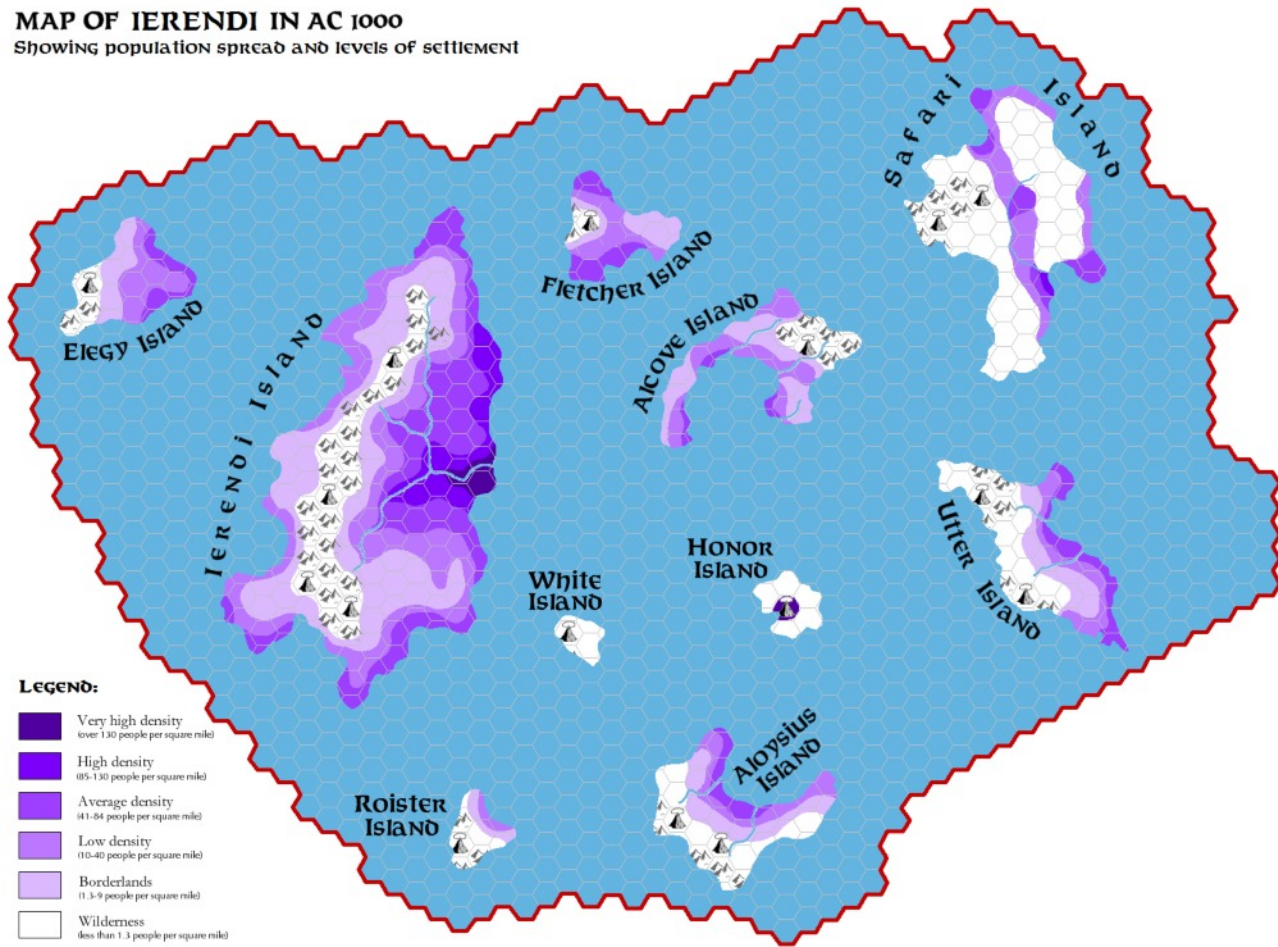 MAP OF IERENDI IN AC 1000
Showing population spread and levels of settlement
Safari Island
Fletcher Island
Elegy Island
Alcove Island
Ierendi Island
Utter Island
Honor
Island
White
Island
Aloysius
Island
Roister
Island
Legend:
Very high density
(over 130 people per square mile)
High density
(85-130 people per square mile)
Average density
(41-84 people per square mile)
Low density
(10-40 people per square mile)
Borderlands
(1.3-9 people per square mile)
Wilderness
(less than 1.3 people per square mile)